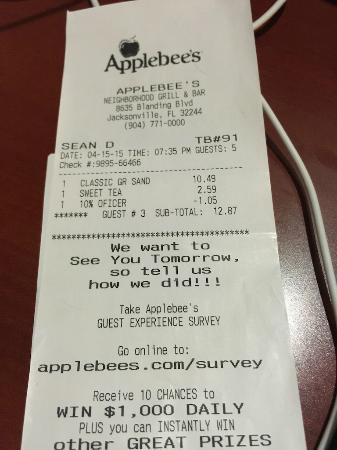 Applebee's
APPLEBEE'S
NEIGHBORHOOD GRILL & BAR
8635 Blanding Blvd
Jacksonville, FL 32244
(904) 771-0000
SEAN D TB#91
DATE: 04-15-15 TIME: 07:35 PM GUESTS: 5
Check #:9895-66466
1 CLASSIC QR SAND 10.49
1 SWEET TEA 2.59
1 10% OFICER -1.05
******* GUEST # 3 SUB-TOTAL: 12.87
****************************************
We want to
See You Tomorrow,
so tell us
how we did!!!
Take Applebee's
GUEST EXPERIENCE SURVEY
Go online to:
applebees.com/survey
Receive 10 CHANCES to
WIN $1,000 DAILY
PLUS you can INSTANTLY WIN
other GREAT PRIZES